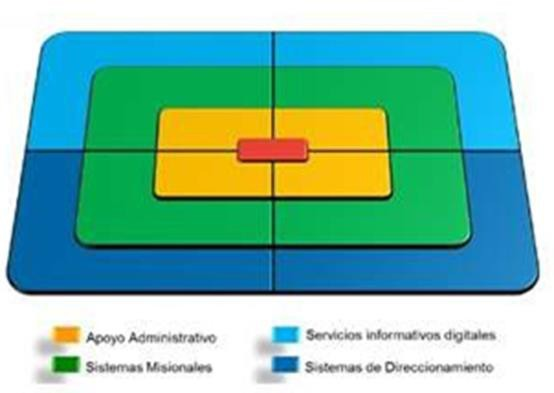 Apoyo Administrativo
Servicios informativos digitales
Sistemas Misionales
Sistemas de Direccionamiento